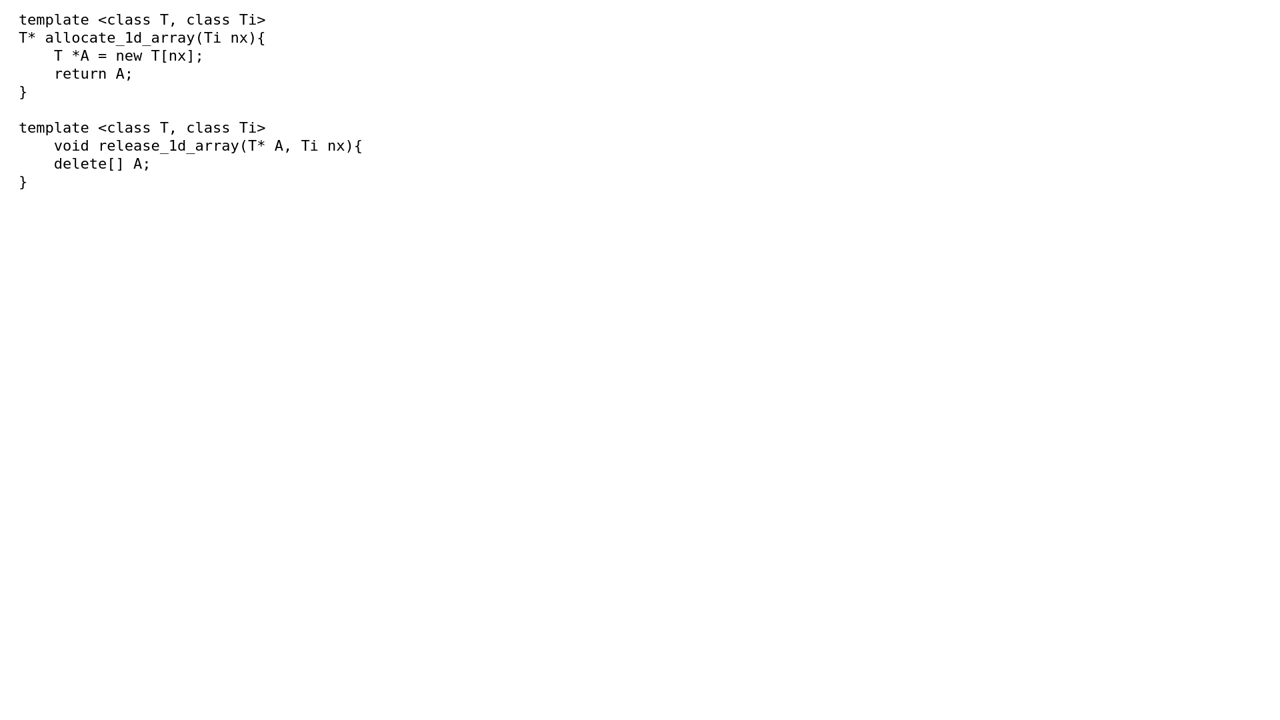 template <class T, class Ti>
T* allocate_1d_array(Ti nx){
    T *A = new T[nx];
    return A;
}

template <class T, class Ti>
    void release_1d_array(T* A, Ti nx){
    delete[] A;
}